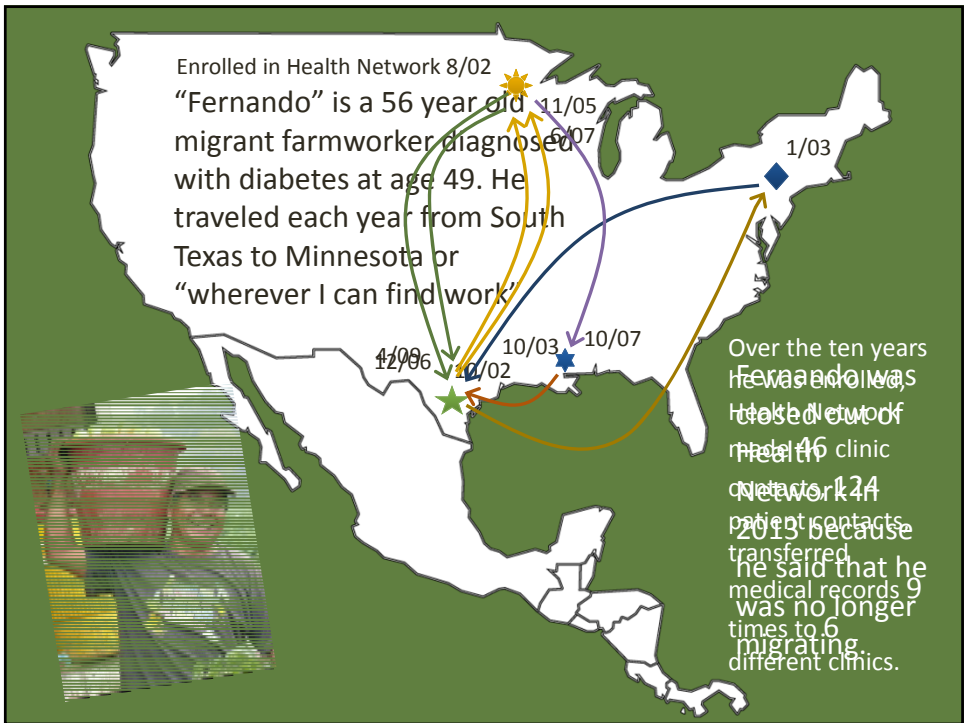 Enrolled in Health Network 8/02
“Fernando” is a 56 year old
migrant farmworker diagnosed
with diabetes at age 49. He
traveled each year from South
Texas to Minnesota or
“wherever I can find work”
11/05
6/07
1/03
10/03
10/07
4/09
12/06
10/02
Over the ten years
he was enrolled,
Health Network
made 46 clinic
contacts, 124
patient contacts,
transferred
medical records 9
times to 6
different clinics.
Fernando was
closed out of
Health
Network in
2013 because
he said that he
was no longer
migrating.